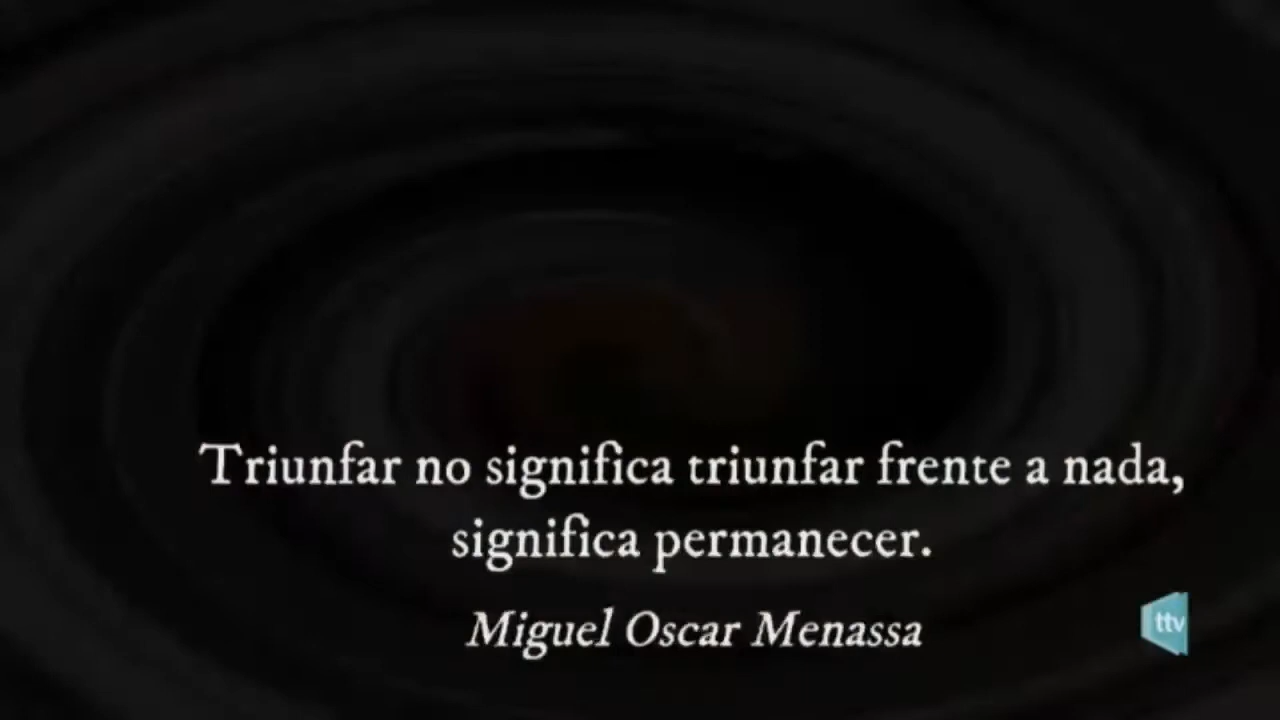 Triunfar no significa triunfar frente a nada,
significa permanecer.
Miguel Oscar Menassa
ttv